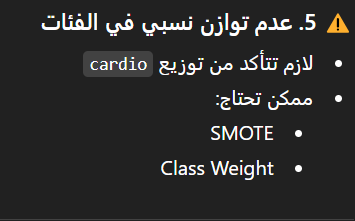 ⚠️ 5. عدم توازن نسبي في الفئات
• لازم تتأكد من توزيع cardio
• ممكن تحتاج:
• SMOTE
• Class Weight